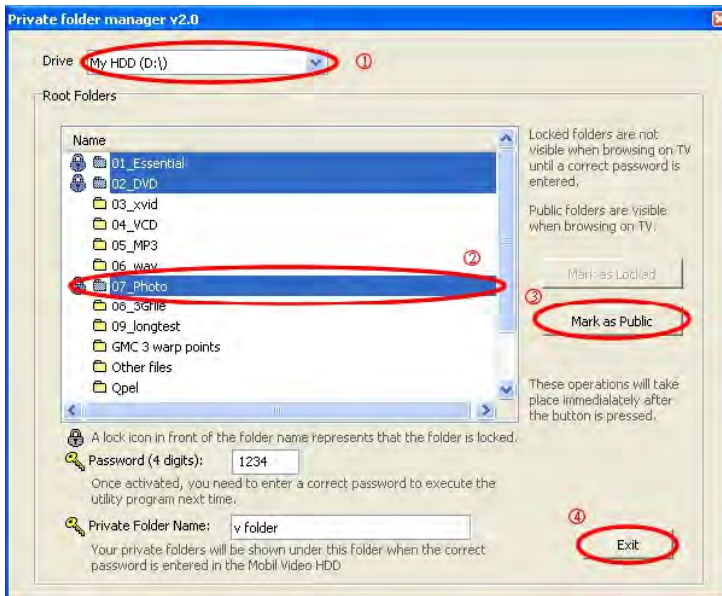 Private folder manager v2.0
Drive
My HDD (D:\)
①
Root Folders
Name
01_Essential
02_DVD
03_xvid
04_VCD
05_MP3
06_wav
②
07_Photo
08_3Gfile
09_longtest
GMC 3 warp points
Other files
Qpel
Locked folders are not
visible when browsing on TV
until a correct password is
entered.
Public folders are visible
when browsing on TV.
Mark as Locked
③
Mark as Public
These operations will take
place immedialately after
the button is pressed.
A lock icon in front of the folder name represents that the folder is locked.
Password (4 digits):
1234
Once activated, you need to enter a correct password to execute the
utility program next time.
Private Folder Name:
v folder
Your private folders will be shown under this folder when the correct
password is entered in the Mobil Video HDD
④
Exit